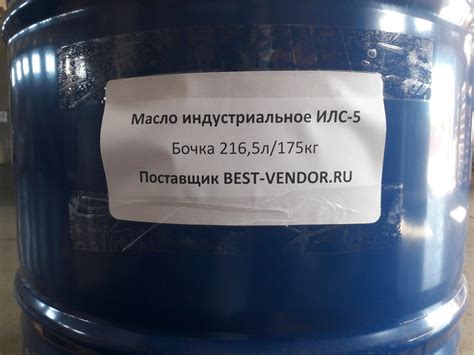 Масло индустриальное ИЛС-5
Бочка 216,5л/175кг
Поставщик BEST-VENDOR.RU